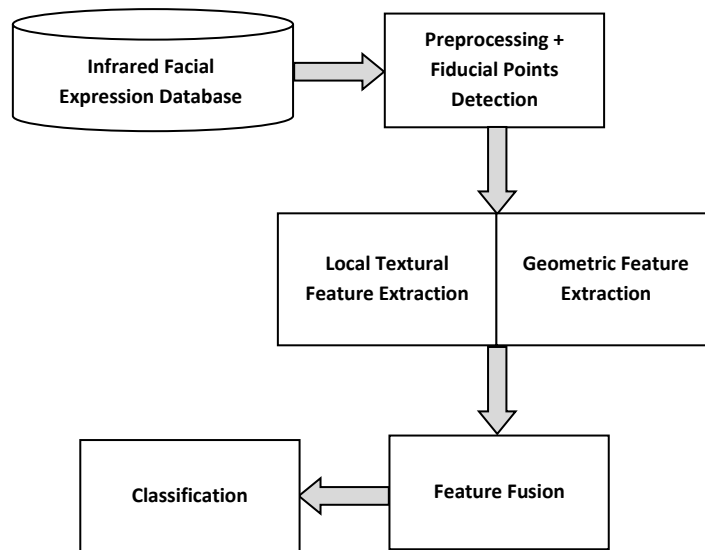 Infrared Facial
Expression Database
Preprocessing +
Fiducial Points
Detection
Local Textural
Feature Extraction
Geometric Feature
Extraction
Feature Fusion
Classification